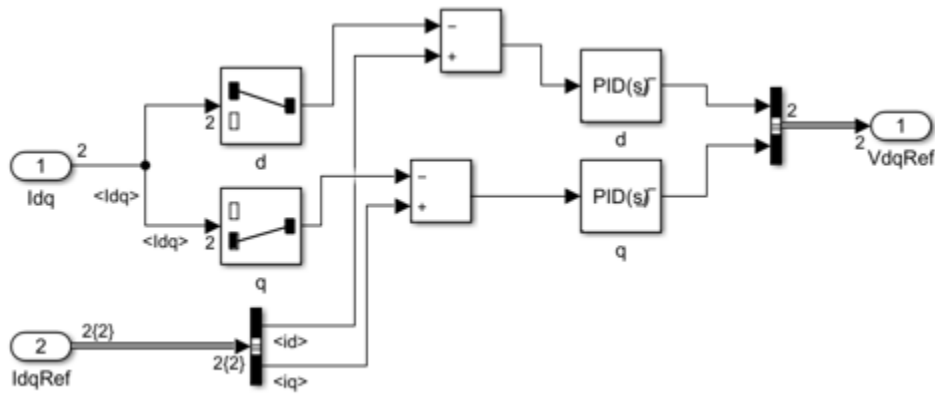 1
2
Idq
<Idq>
<Idq>
2
d
2
q
−
+
−
+
PID(s)
d
PID(s)
q
2
2
1
VdqRef
2
2{2}
IdqRef
2{2}
<id>
<iq>